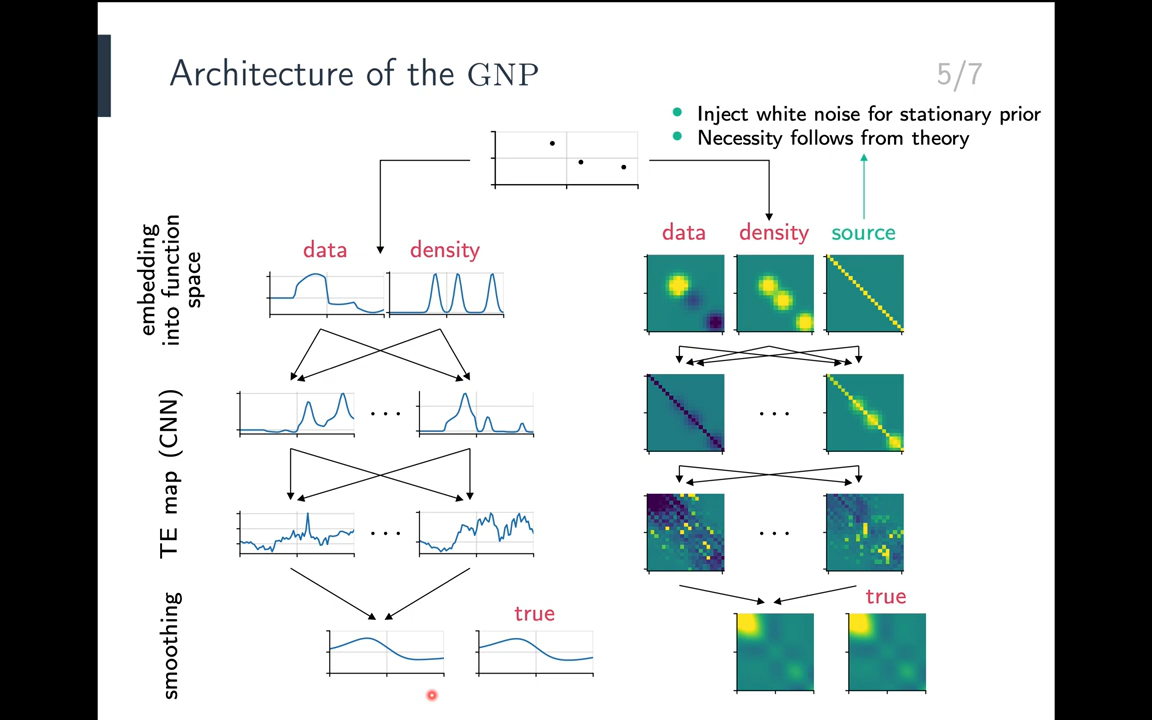 Architecture of the GNP
5/7
Inject white noise for stationary prior
Necessity follows from theory
embedding
into function
space
data
density
data
density
source
TE map (CNN)
smoothing
true
true